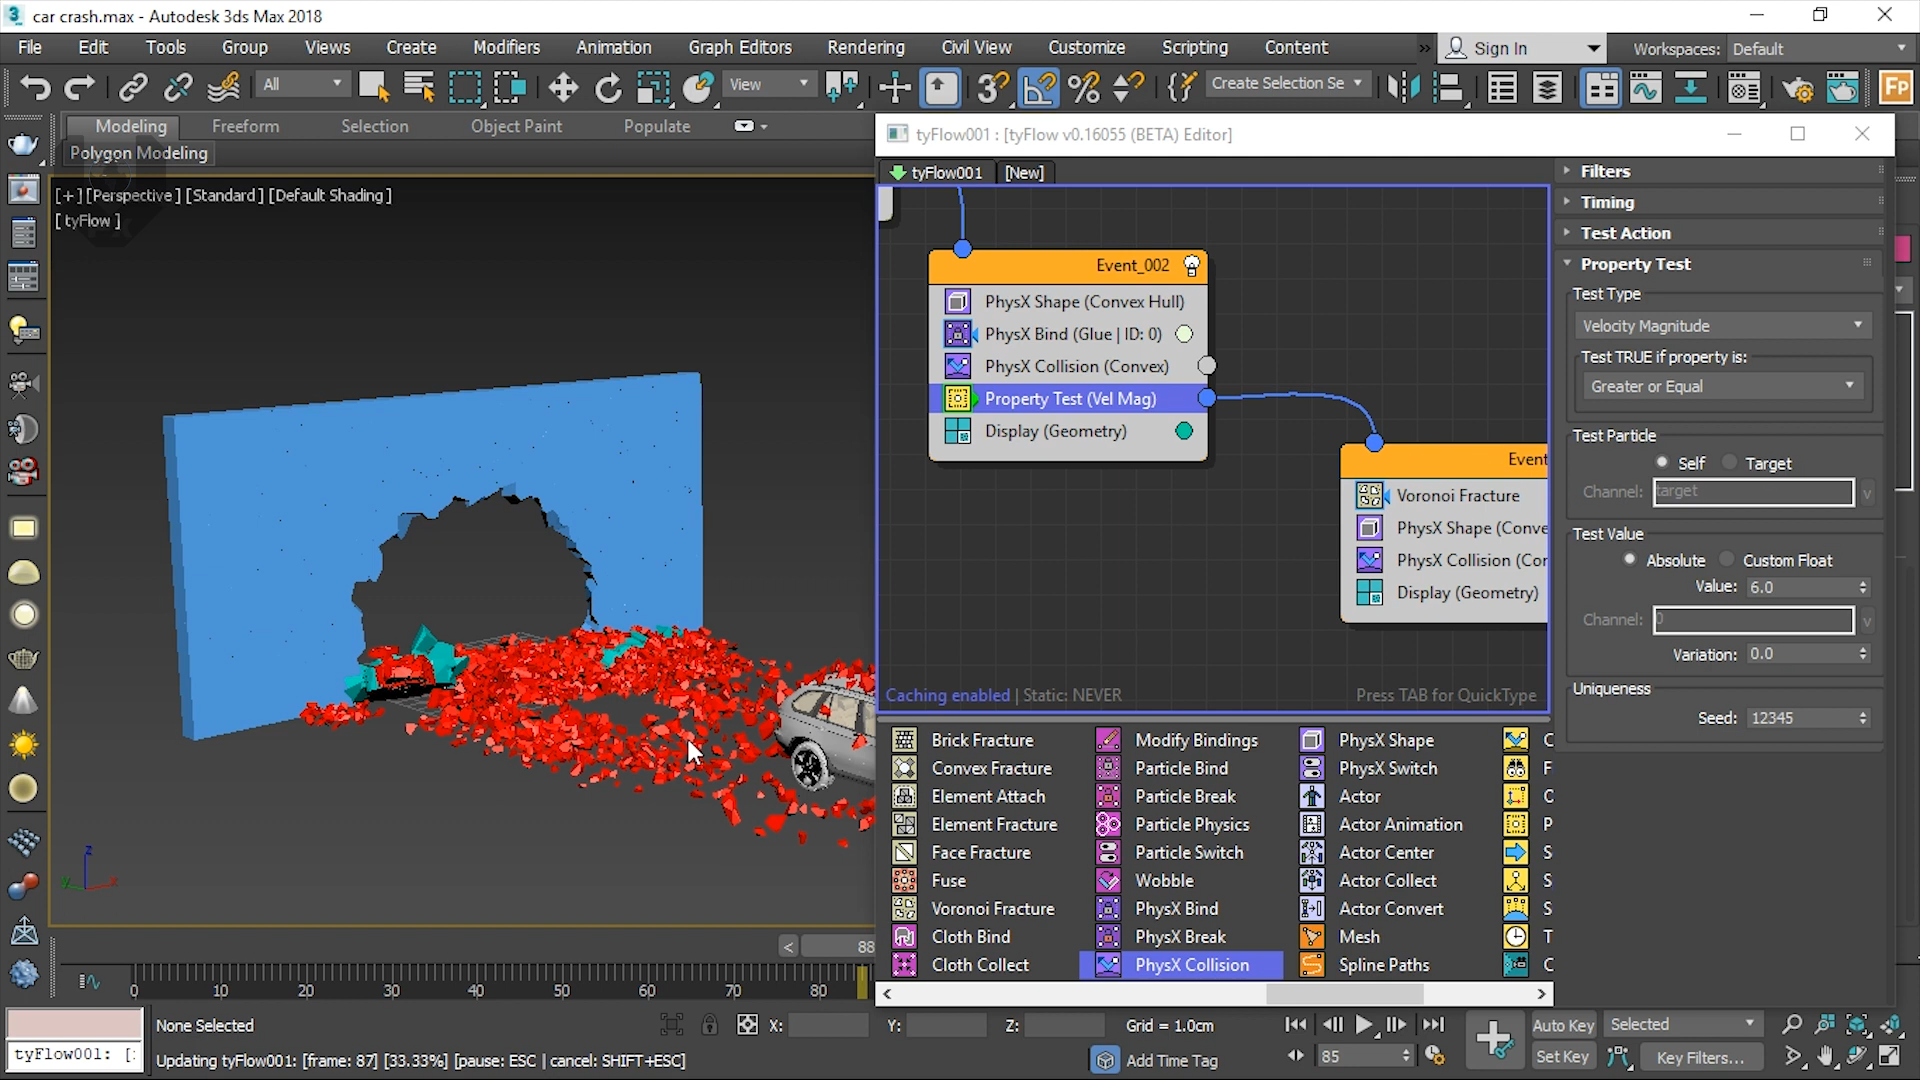 car crash.max - Autodesk 3ds Max 2018
File Edit Tools Group Views Create Modifiers Animation Graph Editors Rendering Civil View Customize Scripting Content » Sign In Workspaces: Default
All View Create Selection Se Fp
Modeling Freeform Selection Object Paint Populate
Polygon Modeling
[+] [Perspective] [Standard] [Default Shading]
[ tyFlow ]
tyFlow001 : [tyFlow v0.16055 (BETA) Editor]
tyFlow001 [New]
Event_002
PhysX Shape (Convex Hull)
PhysX Bind (Glue | ID: 0)
PhysX Collision (Convex)
Property Test (Vel Mag)
Display (Geometry)
Event
Voronoi Fracture
PhysX Shape (Conve
PhysX Collision (Cor
Display (Geometry)
Caching enabled | Static: NEVER
Press TAB for QuickType
Filters
Timing
Test Action
Property Test
Test Type
Velocity Magnitude
Test TRUE if property is:
Greater or Equal
Test Particle
Self Target
Channel: target v
Test Value
Absolute Custom Float
Value: 6.0
Channel: 0 v
Variation: 0.0
Uniqueness
Seed: 12345
Brick Fracture Modify Bindings PhysX Shape C
Convex Fracture Particle Bind PhysX Switch F
Element Attach Particle Break Actor C
Element Fracture Particle Physics Actor Animation P
Face Fracture Particle Switch Actor Center S
Fuse Wobble Actor Collect S
Voronoi Fracture PhysX Bind Actor Convert S
Cloth Bind PhysX Break Mesh T
Cloth Collect PhysX Collision Spline Paths C
< 88
0 10 20 30 40 50 60 70 80
z
y x
None Selected
X: Y: Z: Grid = 1.0cm
Auto Key Selected
tyFlow001: [
Updating tyFlow001: [frame: 87] [33.33%] [pause: ESC | cancel: SHIFT+ESC]
Add Time Tag
85
Set Key Key Filters...